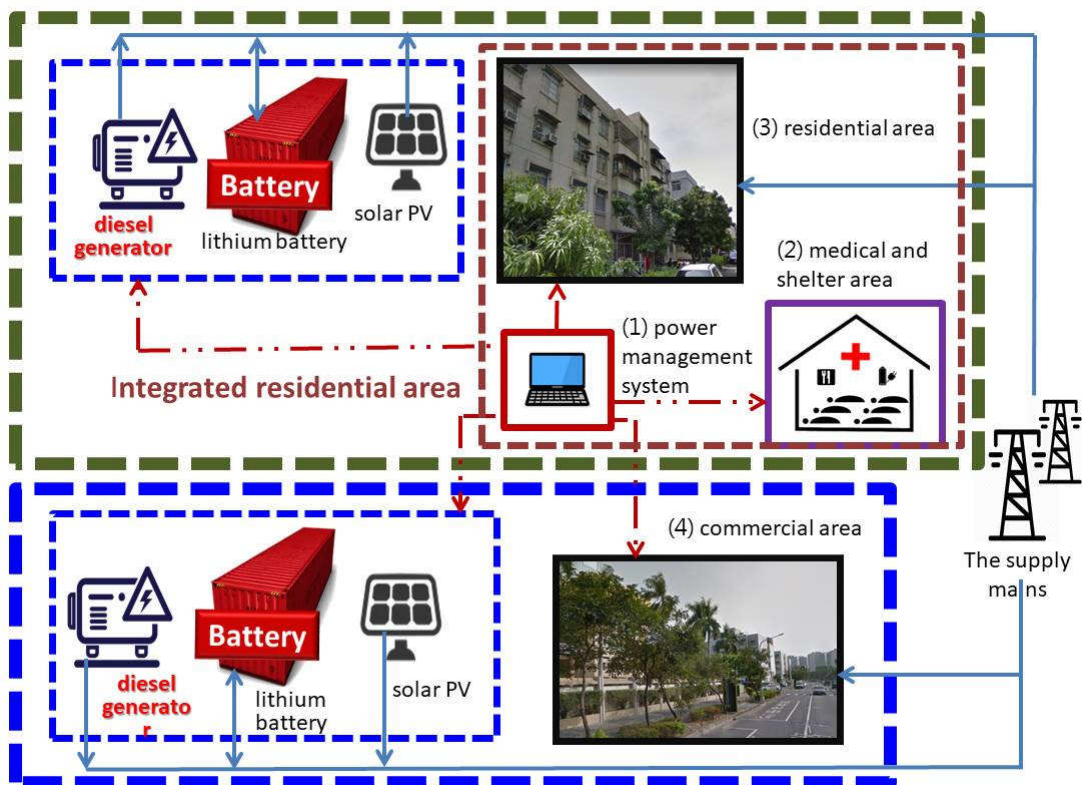 diesel
generator
Battery
lithium battery
solar PV
(3) residential area
(2) medical and
shelter area
(1) power
management
system
Integrated residential area
The supply
mains
diesel
generato
r
Battery
lithium
battery
solar PV
(4) commercial area